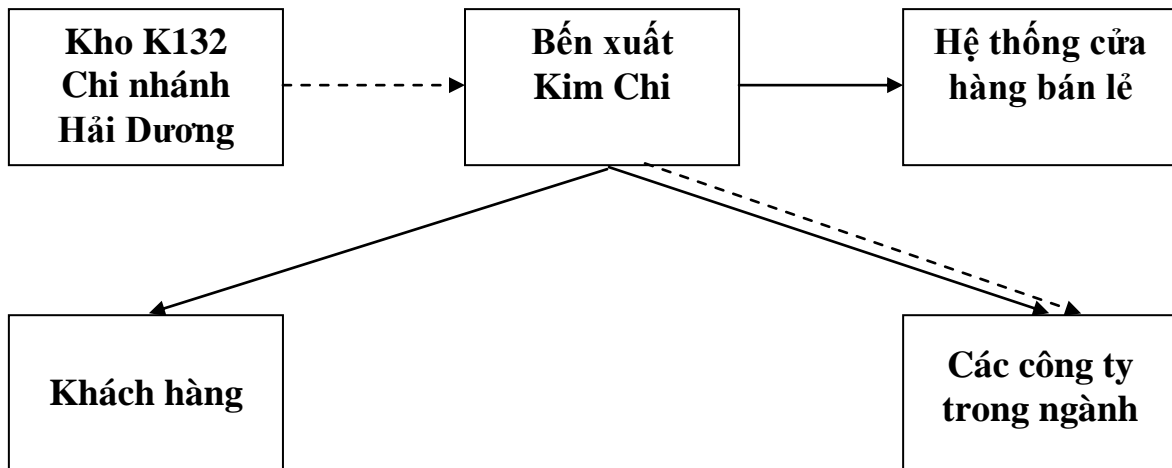 Kho K132
Chi nhánh
Hải Dương
Bến xuất
Kim Chi
Hệ thống cửa
hàng bán lẻ
Khách hàng
Các công ty
trong ngành